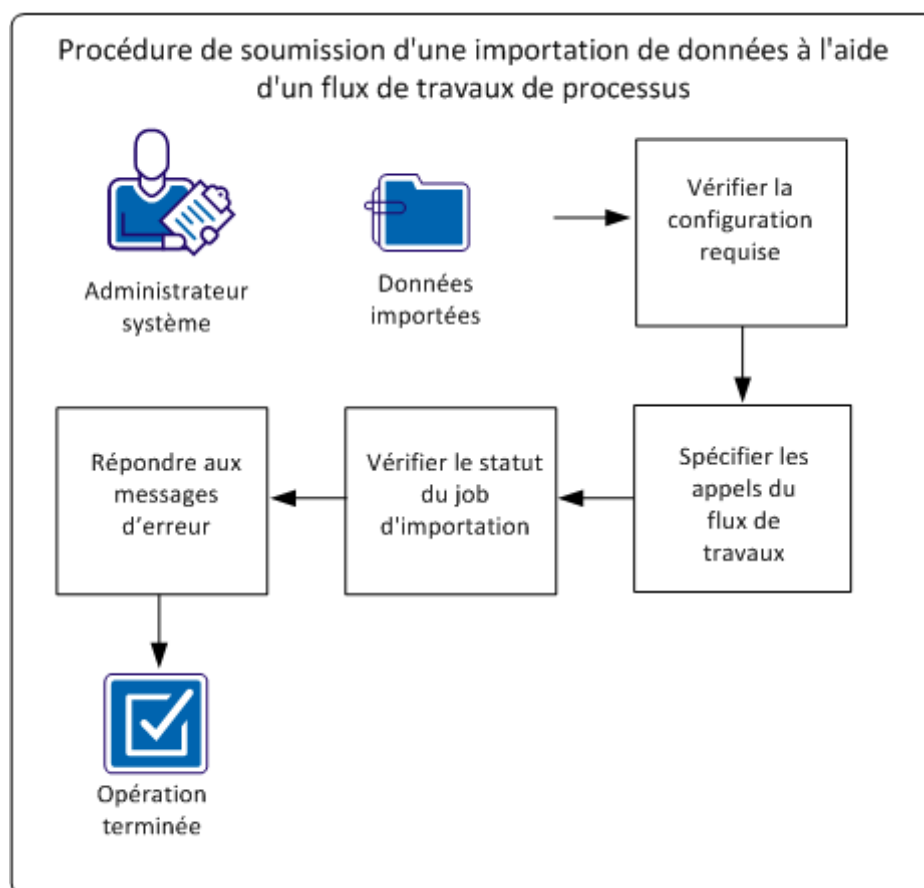 Procédure de soumission d'une importation de données à l'aide
d'un flux de travaux de processus
Administrateur
système
Données
importées
Vérifier la
configuration
requise
Spécifier les
appels du
flux de
travaux
Vérifier le statut
du job
d'importation
Répondre aux
messages
d’erreur
Opération
terminée